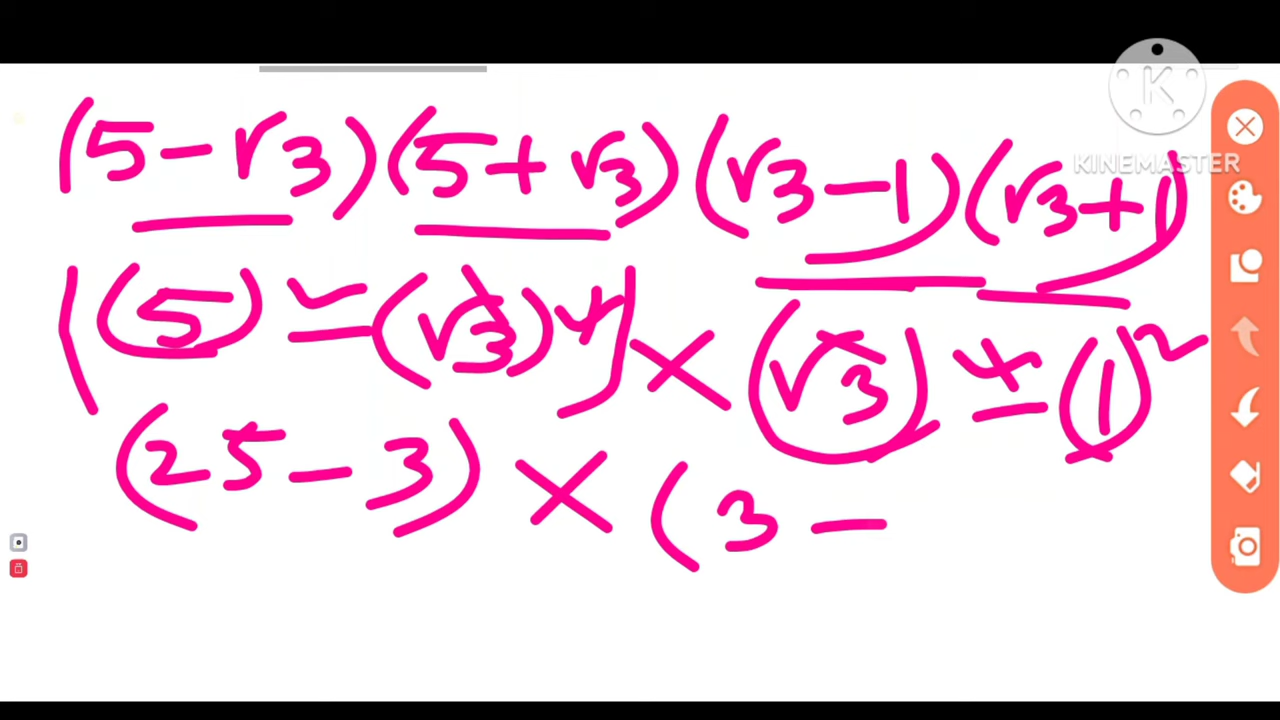 KINEMASTER
(5-√3)(5+√3)(√3-1)(√3+1)
((5)²-(√3)²)×(√3)²-(1)²
(25-3)×(3-